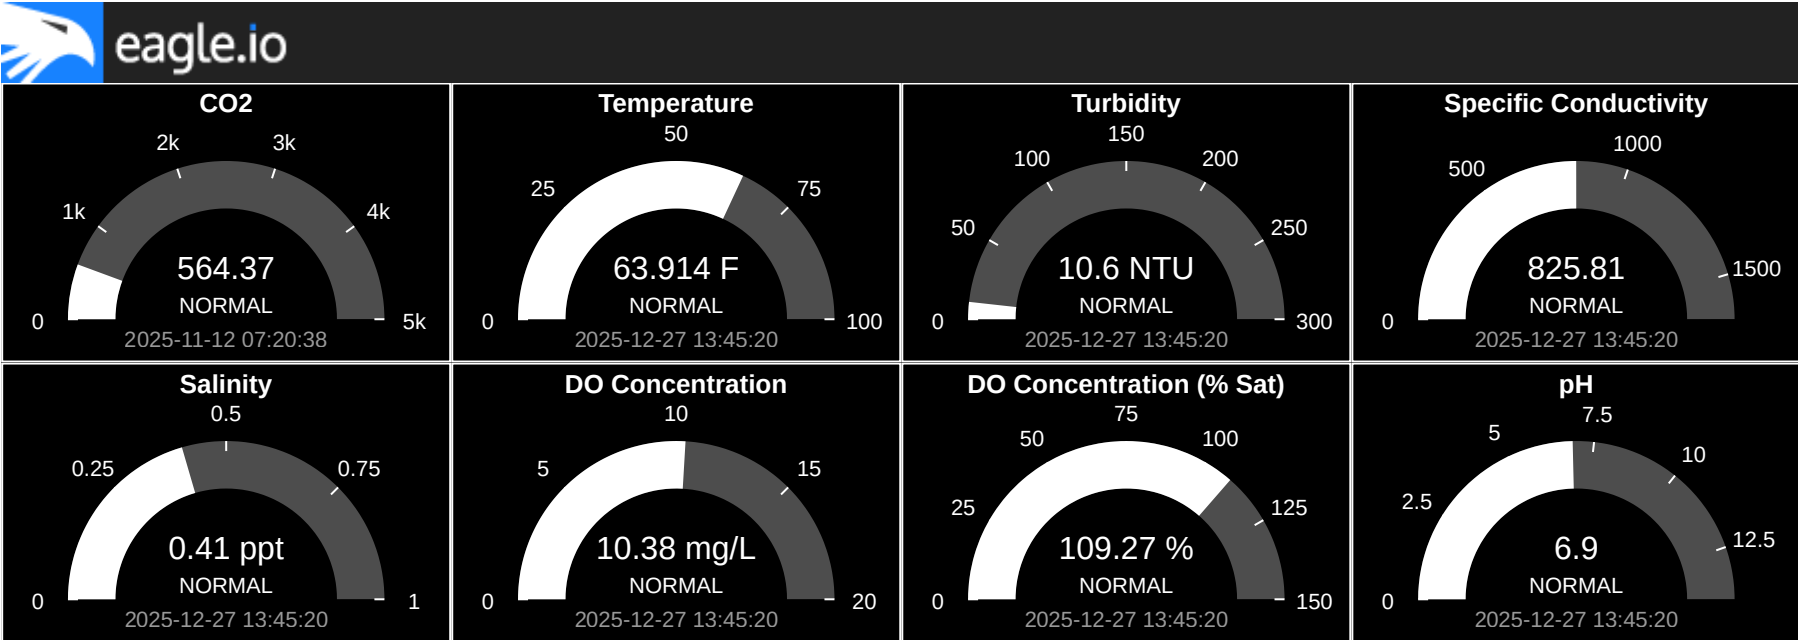 eagle.io
CO2
2k
3k
1k
4k
564.37
NORMAL
0
5k
2025-11-12 07:20:38
Temperature
50
25
75
63.914 F
NORMAL
0
100
2025-12-27 13:45:20
Turbidity
150
100
200
50
250
10.6 NTU
NORMAL
0
300
2025-12-27 13:45:20
Specific Conductivity
1000
500
1500
825.81
NORMAL
0
2025-12-27 13:45:20
Salinity
0.5
0.25
0.75
0.41 ppt
NORMAL
0
1
2025-12-27 13:45:20
DO Concentration
10
5
15
10.38 mg/L
NORMAL
0
20
2025-12-27 13:45:20
DO Concentration (% Sat)
75
50
100
25
125
109.27 %
NORMAL
0
150
2025-12-27 13:45:20
pH
7.5
5
10
2.5
12.5
6.9
NORMAL
0
2025-12-27 13:45:20